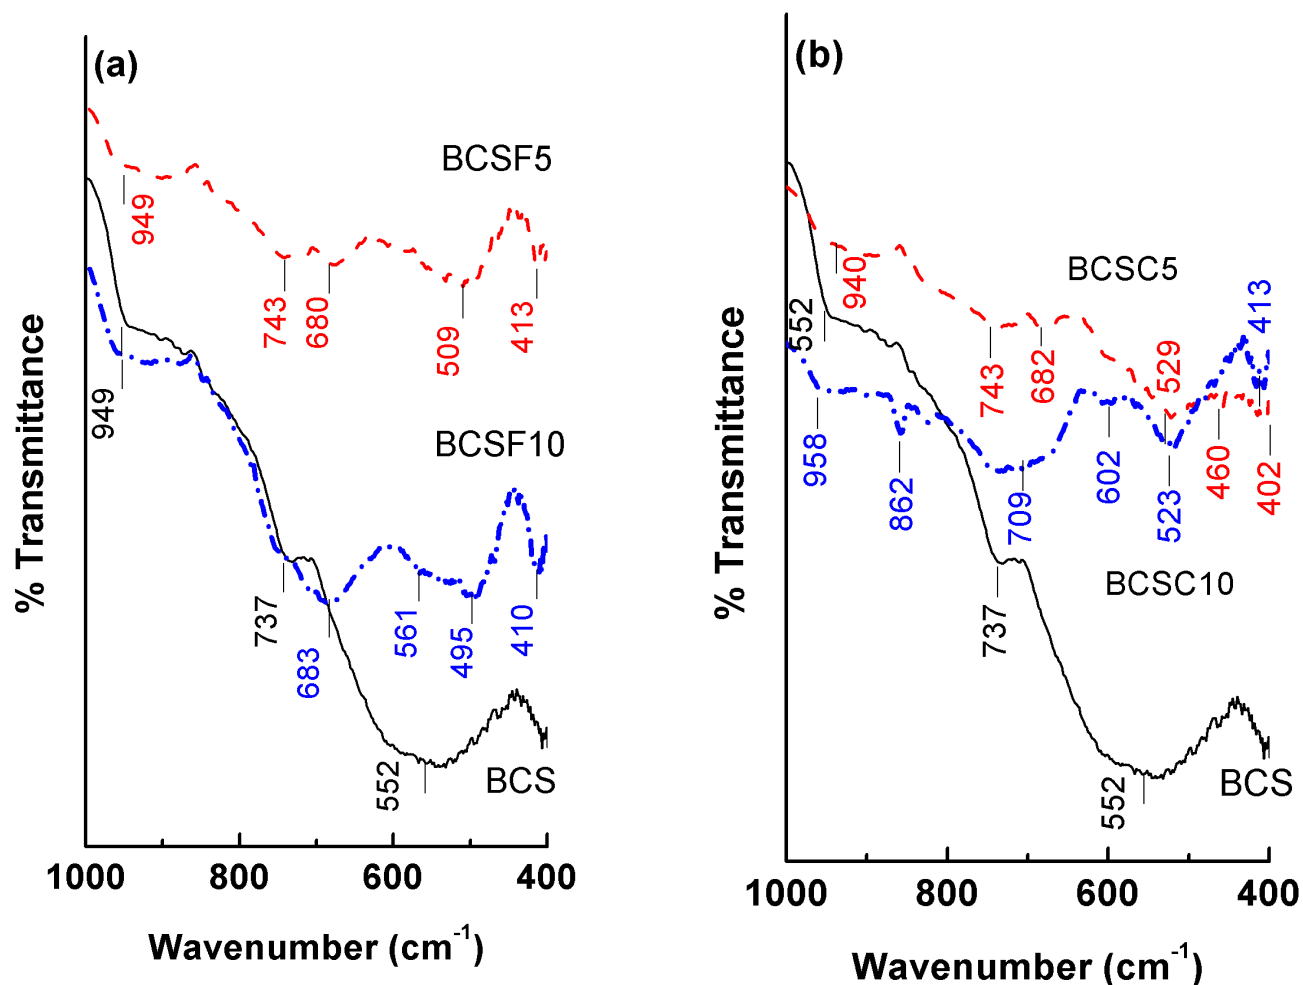 (a)
BCSF5
949
743
680
509
413
949
BCSF10
737
683
561
495
410
552
BCS
% Transmittance
1000
800
600
400
Wavenumber (cm⁻¹)
(b)
BCSC5
552
940
743
682
529
413
958
862
709
602
523
460
402
BCSC10
737
552
BCS
% Transmittance
1000
800
600
400
Wavenumber (cm⁻¹)